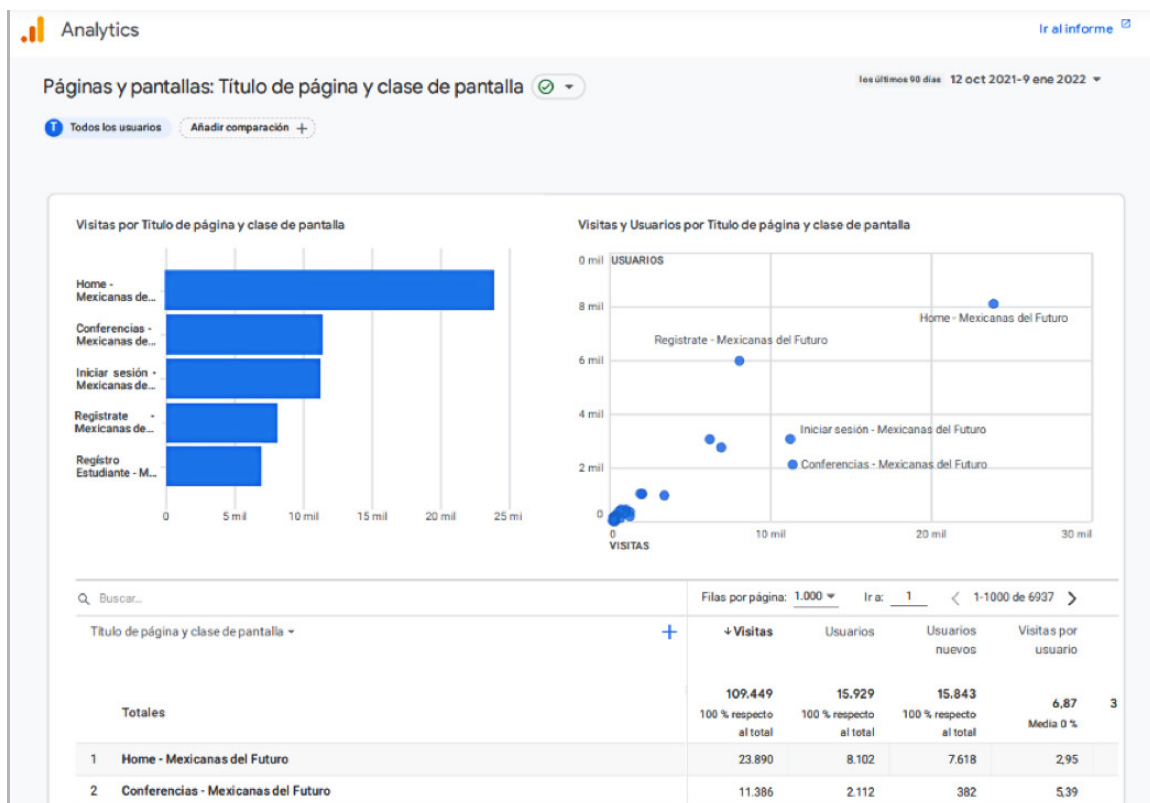 Analytics
Ir al informe
Páginas y pantallas: Título de página y clase de pantalla
los últimos 90 días 12 oct 2021-9 ene 2022
T Todos los usuarios
Añadir comparación +
Visitas por Título de página y clase de pantalla
Home -
Mexicanas de...
Conferencias -
Mexicanas de...
Iniciar sesión -
Mexicanas de...
Registrate -
Mexicanas de...
Registro
Estudiante - M...
0 5 mil 10 mil 15 mil 20 mil 25 mi
Visitas y Usuarios por Título de página y clase de pantalla
0 mil USUARIOS
8 mil
Home - Mexicanas del Futuro
Registrate - Mexicanas del Futuro
6 mil
4 mil
Iniciar sesión - Mexicanas del Futuro
2 mil
Conferencias - Mexicanas del Futuro
0
0 10 mil 20 mil 30 mil
VISITAS
Buscar...
Filas por página: 1.000 Ir a: 1 < 1-1000 de 6937 >
Título de página y clase de pantalla + ↓ Visitas Usuarios Usuarios Visitas por
nuevos usuario
109.449 15.929 15.843 6,87 3
Totales 100 % respecto 100 % respecto 100 % respecto Media 0 %
al total al total al total
1 Home - Mexicanas del Futuro 23.890 8.102 7.618 2,95
2 Conferencias - Mexicanas del Futuro 11.386 2.112 382 5,39